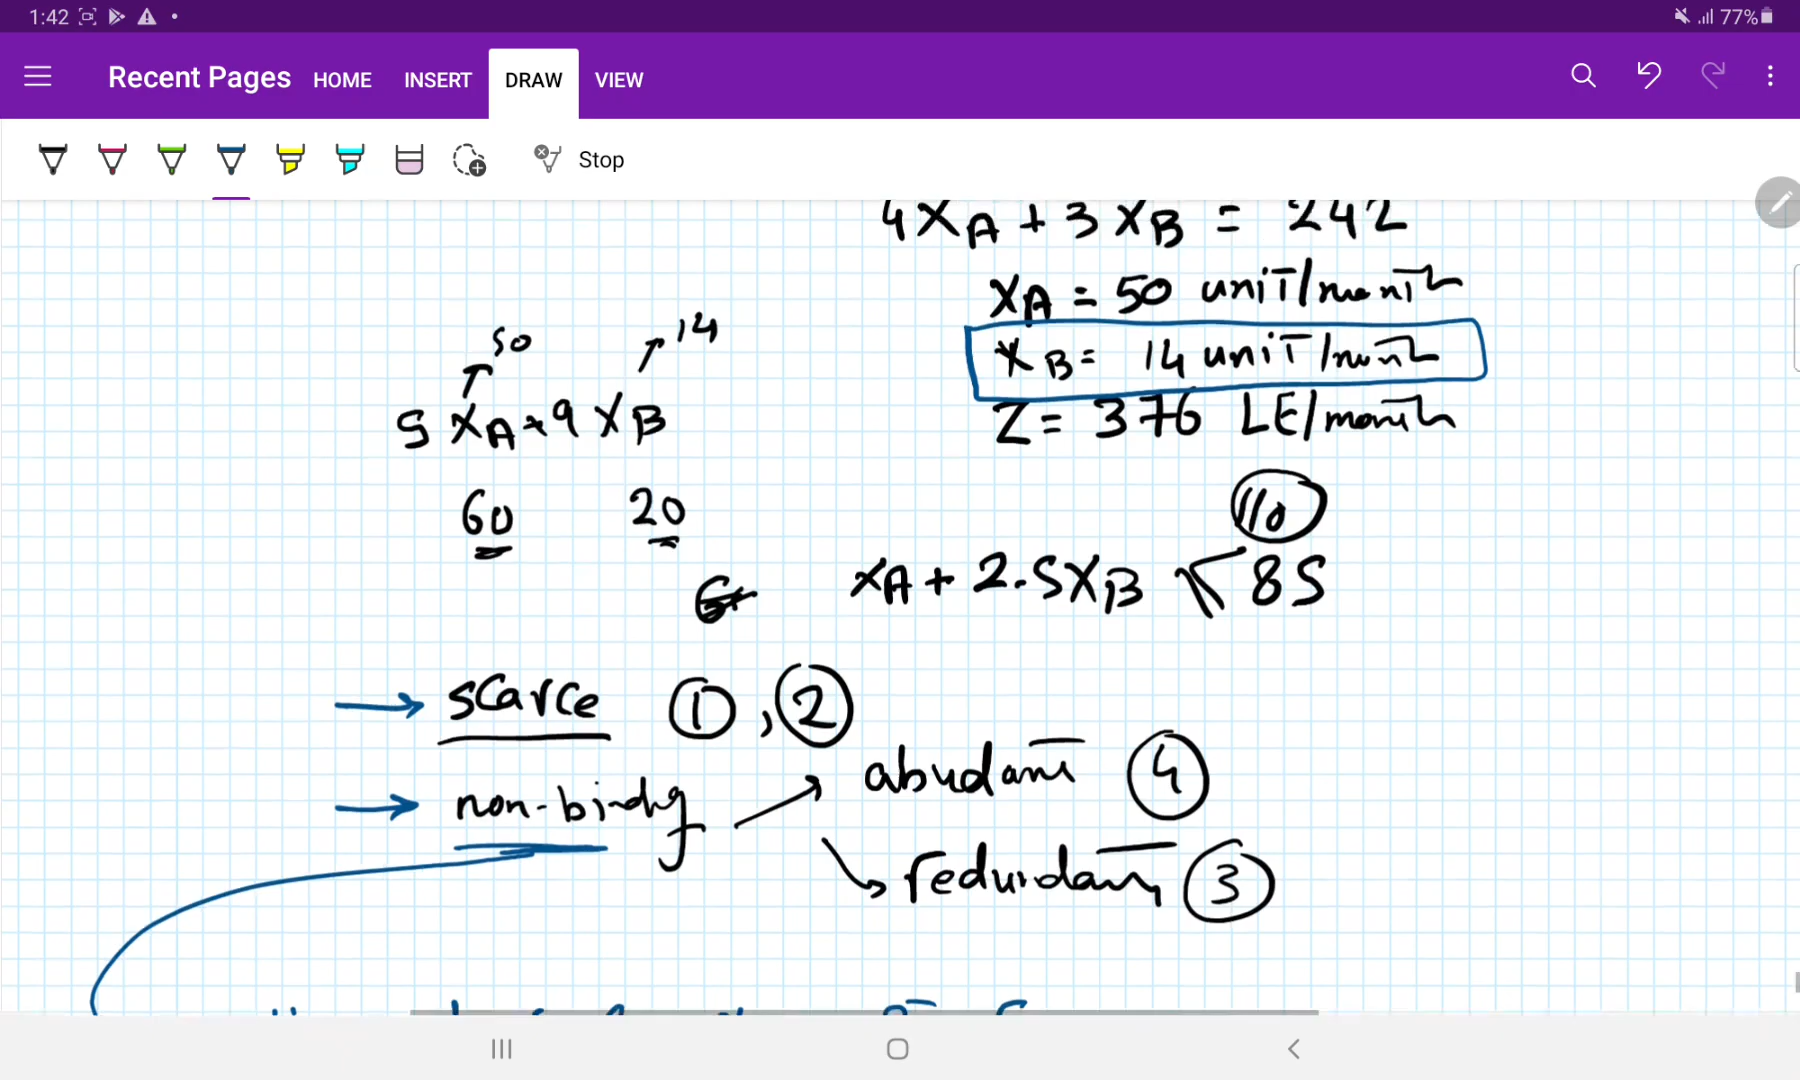 1:42
77%
Recent Pages HOME INSERT DRAW VIEW
Stop
4XA + 3XB = 242
XA = 50 unit/month
XB = 14 unit/month
Z = 376 LE/month
50 14
5XA + 9XB
60 20
110
XA + 2.5XB 85
scarce 1, 2
non-bindg
abudant 4
redundant 3